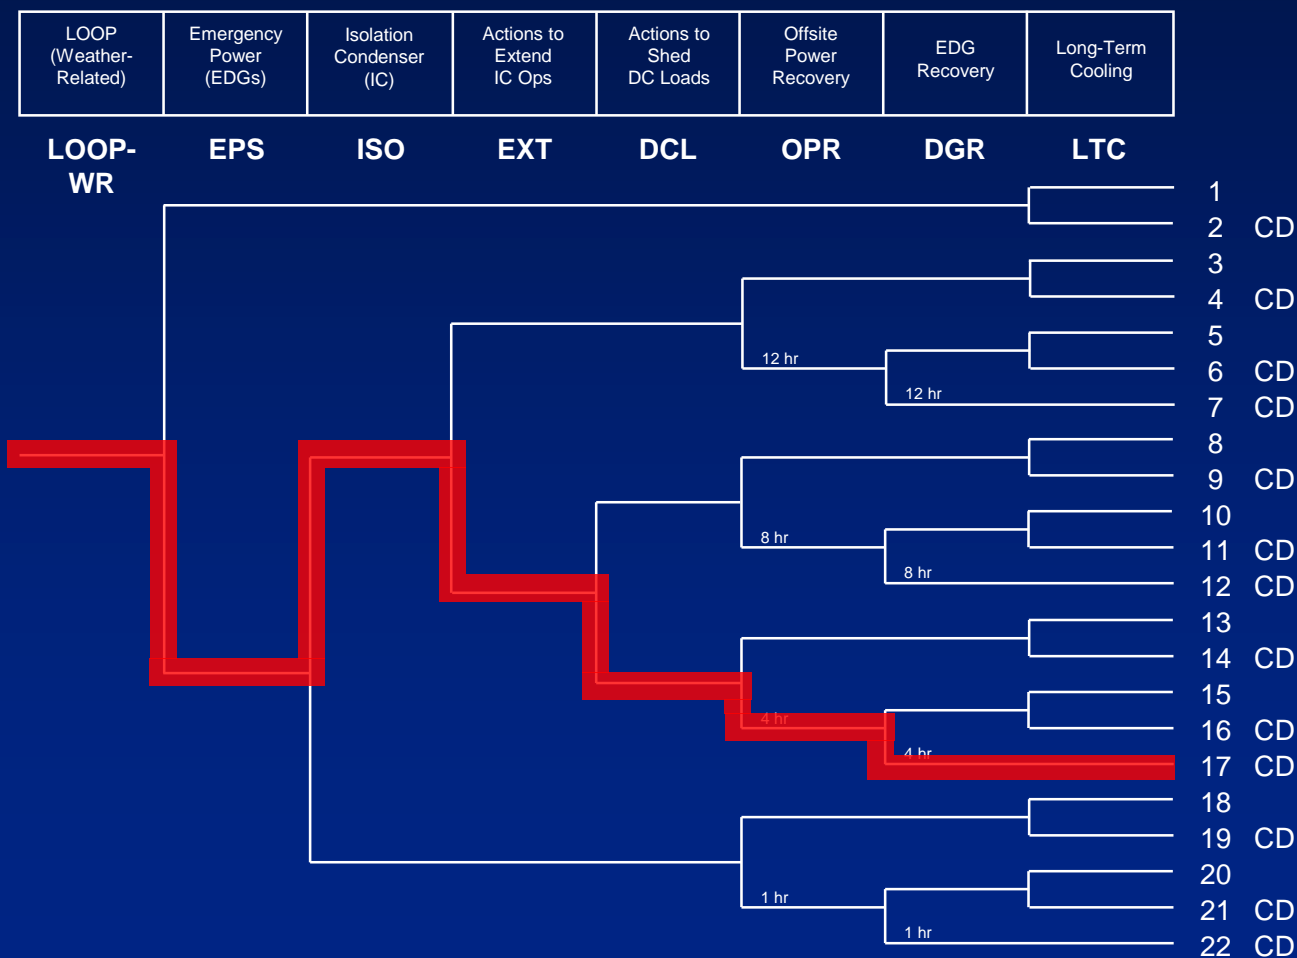 LOOP
(Weather-
Related)
Emergency
Power
(EDGs)
Isolation
Condenser
(IC)
Actions to
Extend
IC Ops
Actions to
Shed
DC Loads
Offsite
Power
Recovery
EDG
Recovery
Long-Term
Cooling
LOOP-
WR
EPS
ISO
EXT
DCL
OPR
DGR
LTC
1
2 CD
3
4 CD
5
12 hr
6 CD
12 hr
7 CD
8
9 CD
10
8 hr
11 CD
8 hr
12 CD
13
14 CD
15
4 hr
16 CD
4 hr
17 CD
18
19 CD
20
1 hr
21 CD
1 hr
22 CD